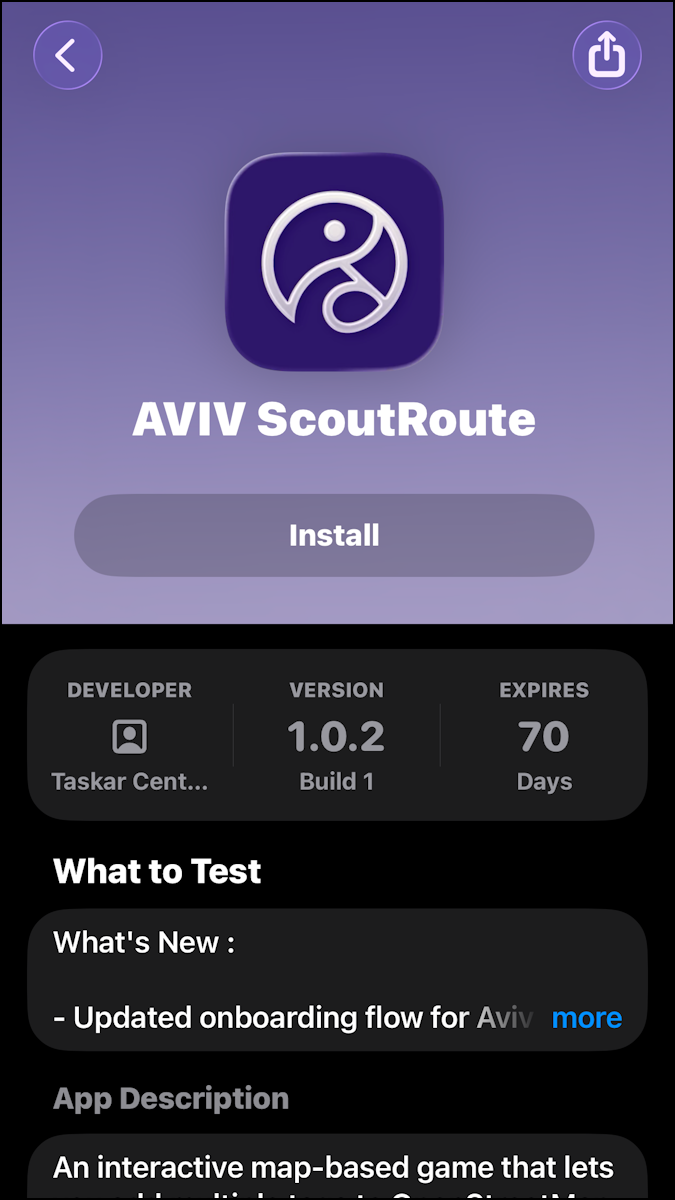 AVIV ScoutRoute
Install
DEVELOPER
Taskar Cent...
VERSION
1.0.2
Build 1
EXPIRES
70
Days
What to Test
What's New :
- Updated onboarding flow for Aviv more
App Description
An interactive map-based game that lets